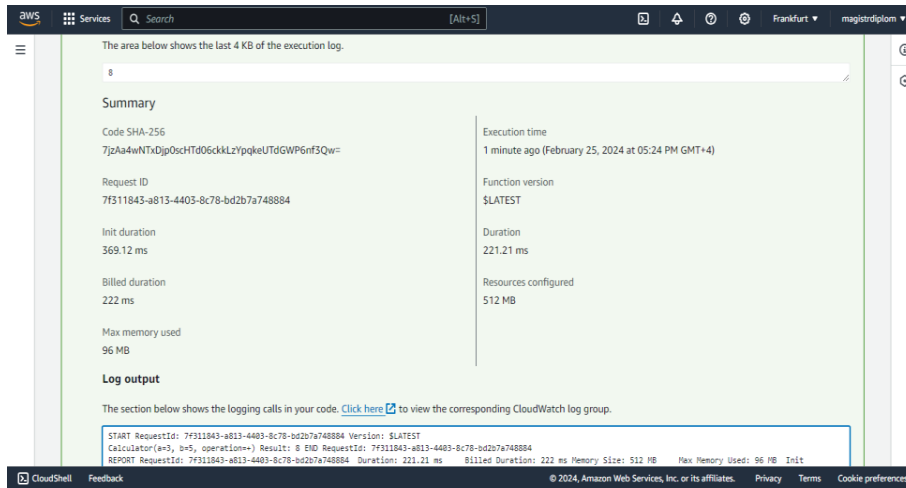 aws Services Search [Alt+S] Frankfurt magistrdiplom
The area below shows the last 4 KB of the execution log.
8
Summary
Code SHA-256
7jzAa4wNTxDjp0scHTd06ckkLzYpqkeUTdGWP6nf3Qw=
Execution time
1 minute ago (February 25, 2024 at 05:24 PM GMT+4)
Request ID
7f311843-a813-4403-8c78-bd2b7a748884
Function version
$LATEST
Init duration
369.12 ms
Duration
221.21 ms
Billed duration
222 ms
Resources configured
512 MB
Max memory used
96 MB
Log output
The section below shows the logging calls in your code. Click here to view the corresponding CloudWatch log group.
START RequestId: 7f311843-a813-4403-8c78-bd2b7a748884 Version: $LATEST
Calculator(a=3, b=5, operation=+) Result: 8 END RequestId: 7f311843-a813-4403-8c78-bd2b7a748884
REPORT RequestId: 7f311843-a813-4403-8c78-bd2b7a748884 Duration: 221.21 ms Billed Duration: 222 ms Memory Size: 512 MB Max Memory Used: 96 MB Init
CloudShell Feedback © 2024, Amazon Web Services, Inc. or its affiliates. Privacy Terms Cookie preferences